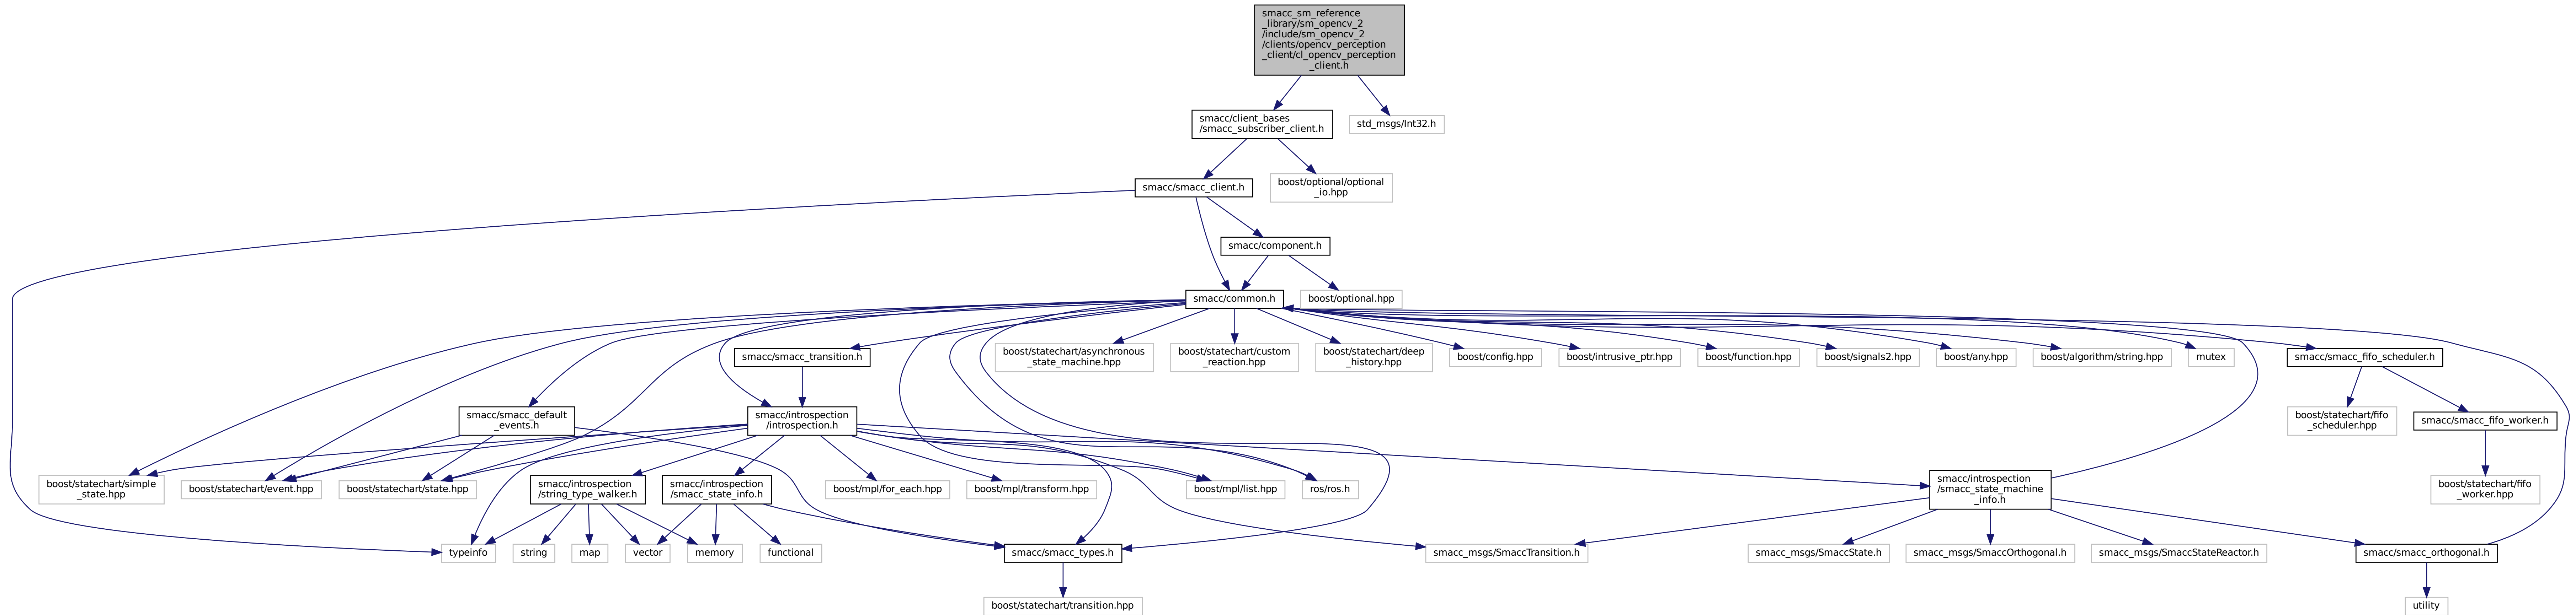 smacc_sm_reference
_library/sm_opencv_2
/include/sm_opencv_2
/clients/opencv_perception
_client/cl_opencv_perception
_client.h
smacc/client_bases
/smacc_subscriber_client.h
std_msgs/Int32.h
smacc/smacc_client.h
boost/optional/optional
_io.hpp
smacc/component.h
smacc/common.h
boost/optional.hpp
smacc/smacc_transition.h
boost/statechart/asynchronous
_state_machine.hpp
boost/statechart/custom
_reaction.hpp
boost/statechart/deep
_history.hpp
boost/config.hpp
boost/intrusive_ptr.hpp
boost/function.hpp
boost/signals2.hpp
boost/any.hpp
boost/algorithm/string.hpp
mutex
smacc/smacc_fifo_scheduler.h
smacc/smacc_default
_events.h
smacc/introspection
/introspection.h
boost/statechart/fifo
_scheduler.hpp
smacc/smacc_fifo_worker.h
boost/statechart/simple
_state.hpp
boost/statechart/event.hpp
boost/statechart/state.hpp
smacc/introspection
/string_type_walker.h
smacc/introspection
/smacc_state_info.h
boost/mpl/for_each.hpp
boost/mpl/transform.hpp
boost/mpl/list.hpp
ros/ros.h
smacc/introspection
/smacc_state_machine
_info.h
boost/statechart/fifo
_worker.hpp
typeinfo
string
map
vector
memory
functional
smacc/smacc_types.h
smacc_msgs/SmaccTransition.h
smacc_msgs/SmaccState.h
smacc_msgs/SmaccOrthogonal.h
smacc_msgs/SmaccStateReactor.h
smacc/smacc_orthogonal.h
boost/statechart/transition.hpp
utility